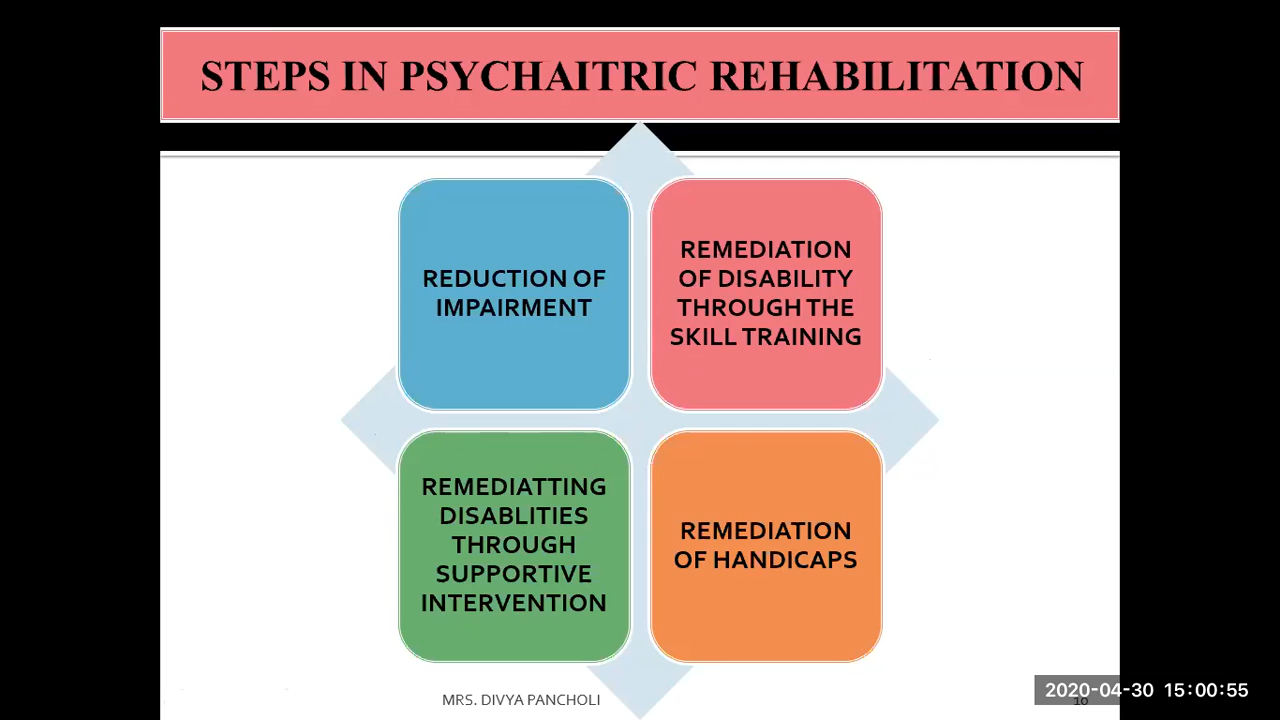 STEPS IN PSYCHAITRIC REHABILITATION
REDUCTION OF
IMPAIRMENT
REMEDIATION
OF DISABILITY
THROUGH THE
SKILL TRAINING
REMEDIATTING
DISABLITIES
THROUGH
SUPPORTIVE
INTERVENTION
REMEDIATION
OF HANDICAPS
MRS. DIVYA PANCHOLI
2020-04-30 15:00:55